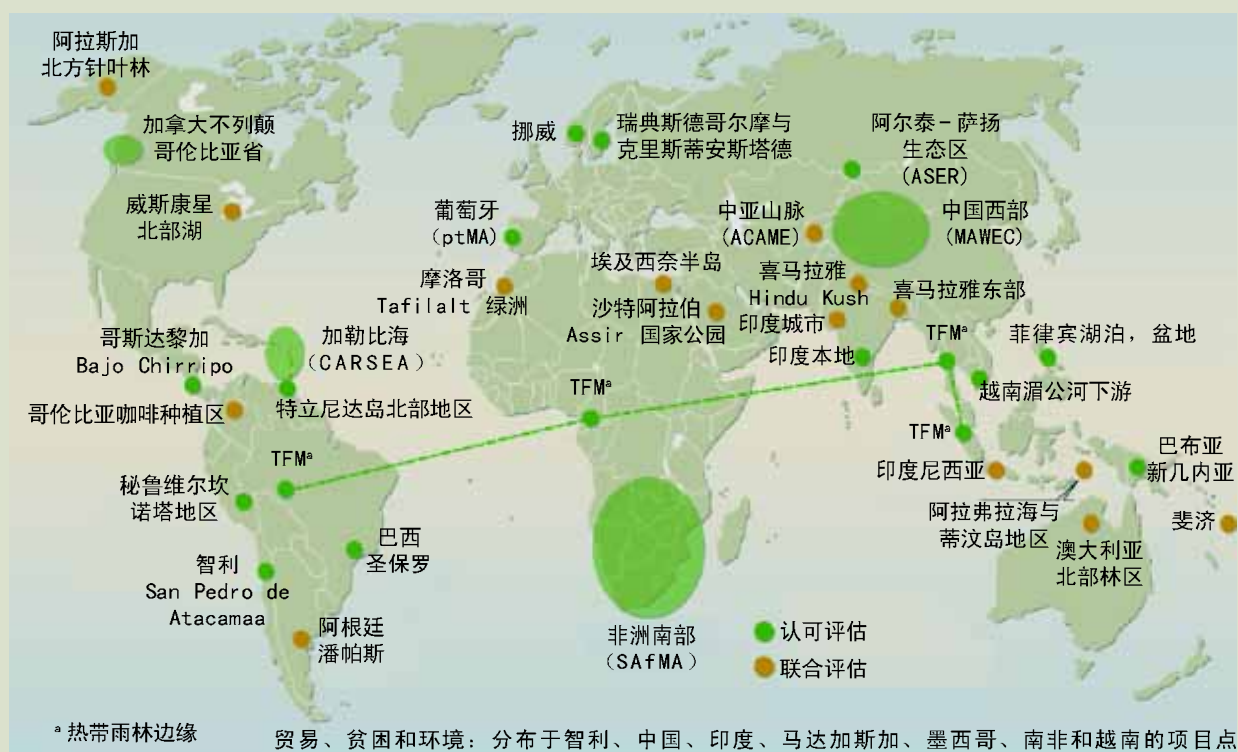 阿拉斯加
北方针叶林
加拿大不列颠
哥伦比亚省
威斯康星
北部湖
挪威
瑞典斯德哥尔摩与
克里斯蒂安斯塔德
阿尔泰-萨扬
生态区
(ASER)
葡萄牙
(ptMA)
中亚山脉
(ACAME)
中国西部
(MAWEC)
摩洛哥
Tafilalt 绿洲
埃及西奈半岛
沙特阿拉伯
Assir 国家公园
喜马拉雅
Hindu Kush
喜马拉雅东部
印度城市
印度本地
哥斯达黎加
Bajo Chirripo
加勒比海
(CARSEA)
特立尼达岛北部地区
哥伦比亚咖啡种植区
TFMᵃ
TFMᵃ
TFMᵃ
TFMᵃ
菲律宾湖泊，盆地
越南湄公河下游
印度尼西亚
巴布亚
新几内亚
阿拉弗拉海与
蒂汶岛地区
澳大利亚
北部林区
斐济
秘鲁维尔坎
诺塔地区
巴西
圣保罗
智利
San Pedro de
Atacamaa
阿根廷
潘帕斯
非洲南部
(SAfMA)
认可评估
联合评估
ᵃ 热带雨林边缘
贸易、贫困和环境：分布于智利、中国、印度、马达加斯加、墨西哥、南非和越南的项目点